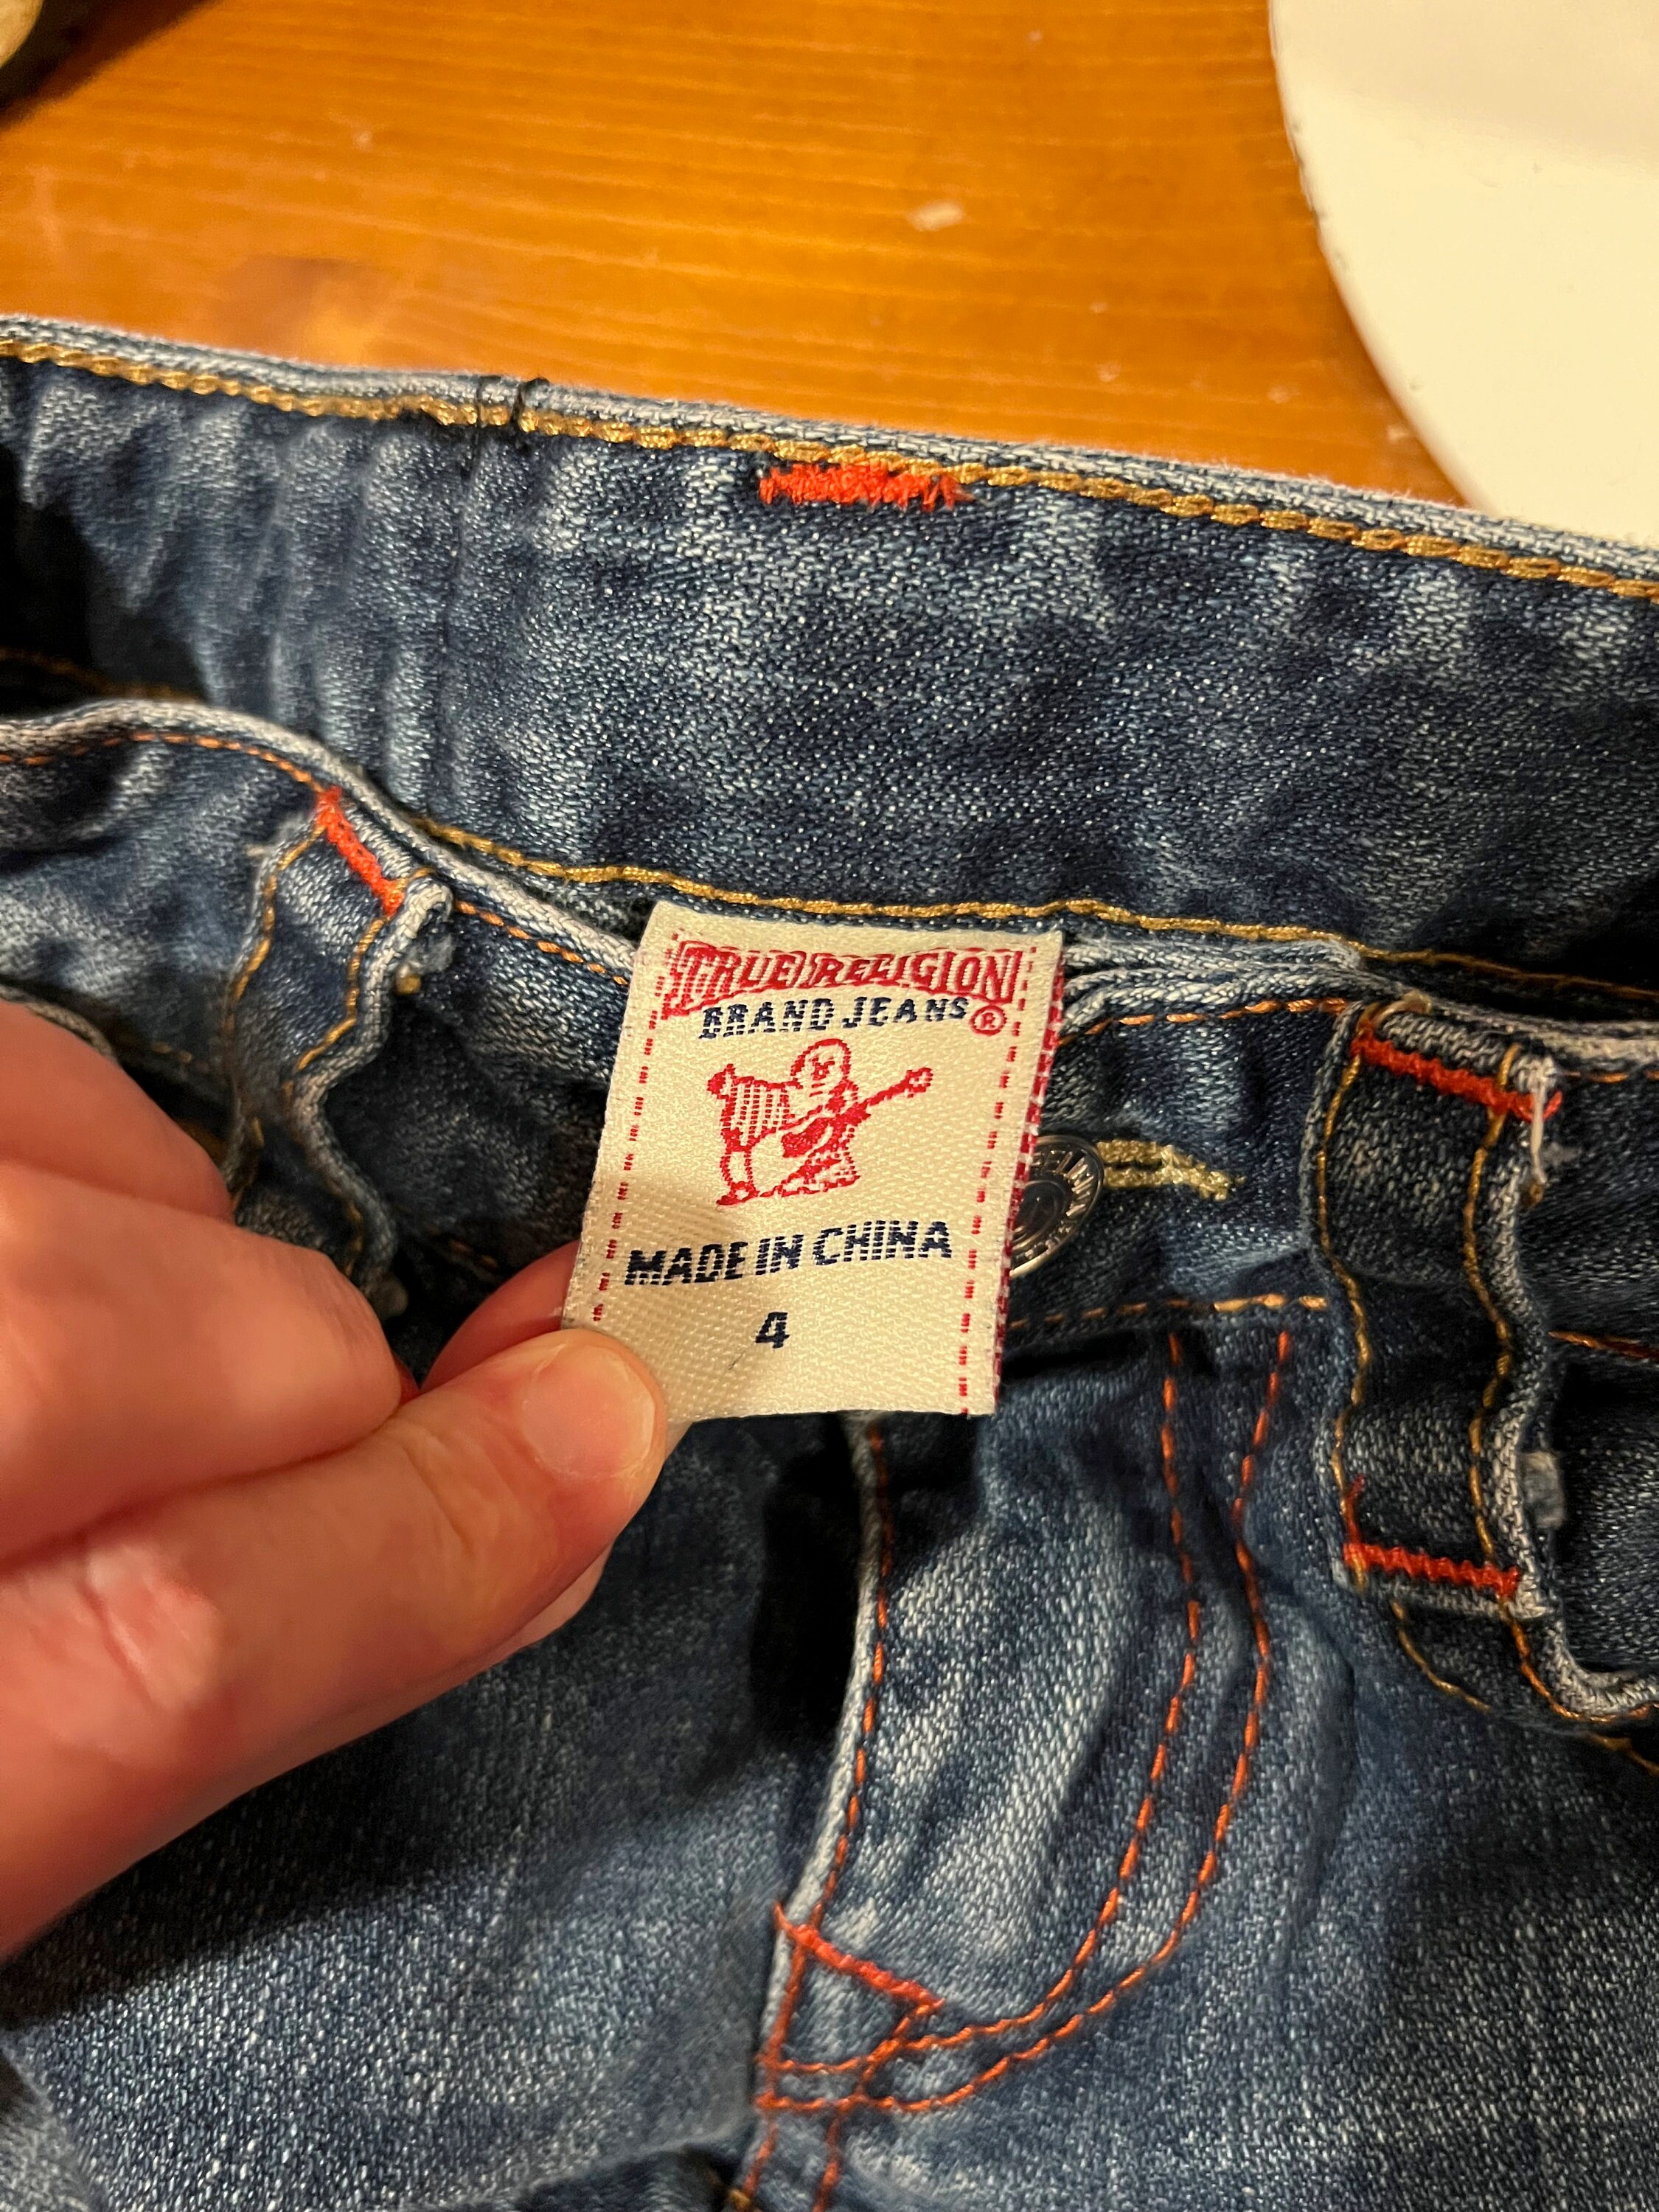 TRUE RELIGION
BRAND JEANS ®
MADE IN CHINA
4